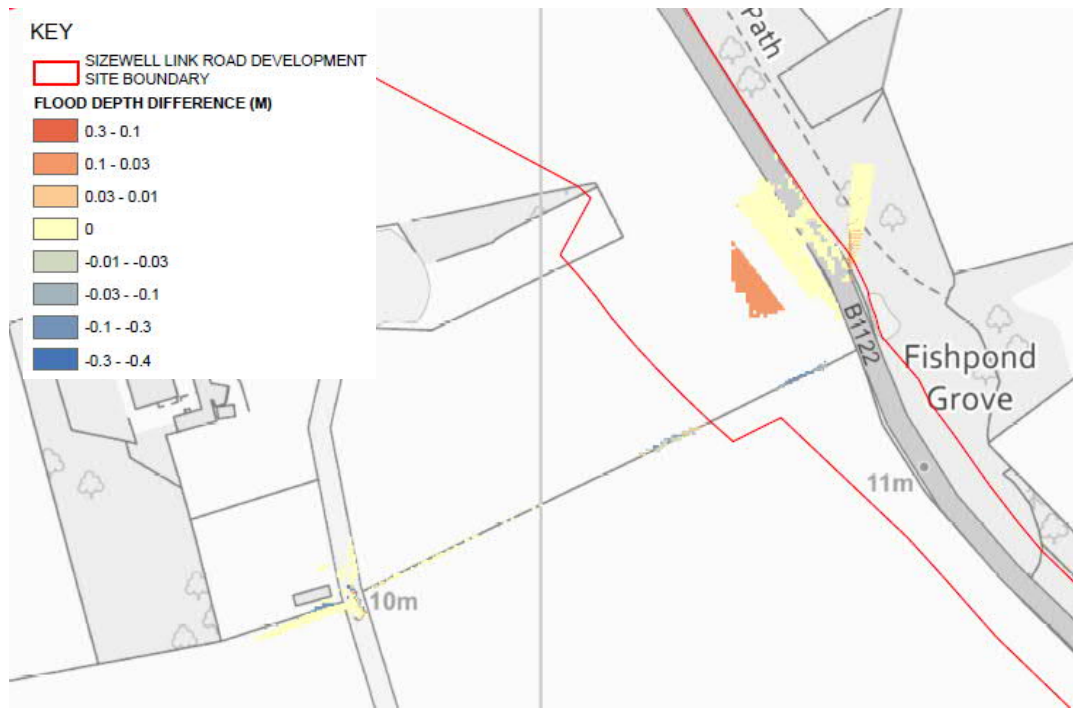 KEY
SIZEWELL LINK ROAD DEVELOPMENT
SITE BOUNDARY
FLOOD DEPTH DIFFERENCE (M)
0.3 - 0.1
0.1 - 0.03
0.03 - 0.01
0
-0.01 - -0.03
-0.03 - -0.1
-0.1 - -0.3
-0.3 - -0.4
Path
B1122
Fishpond
Grove
11m
10m